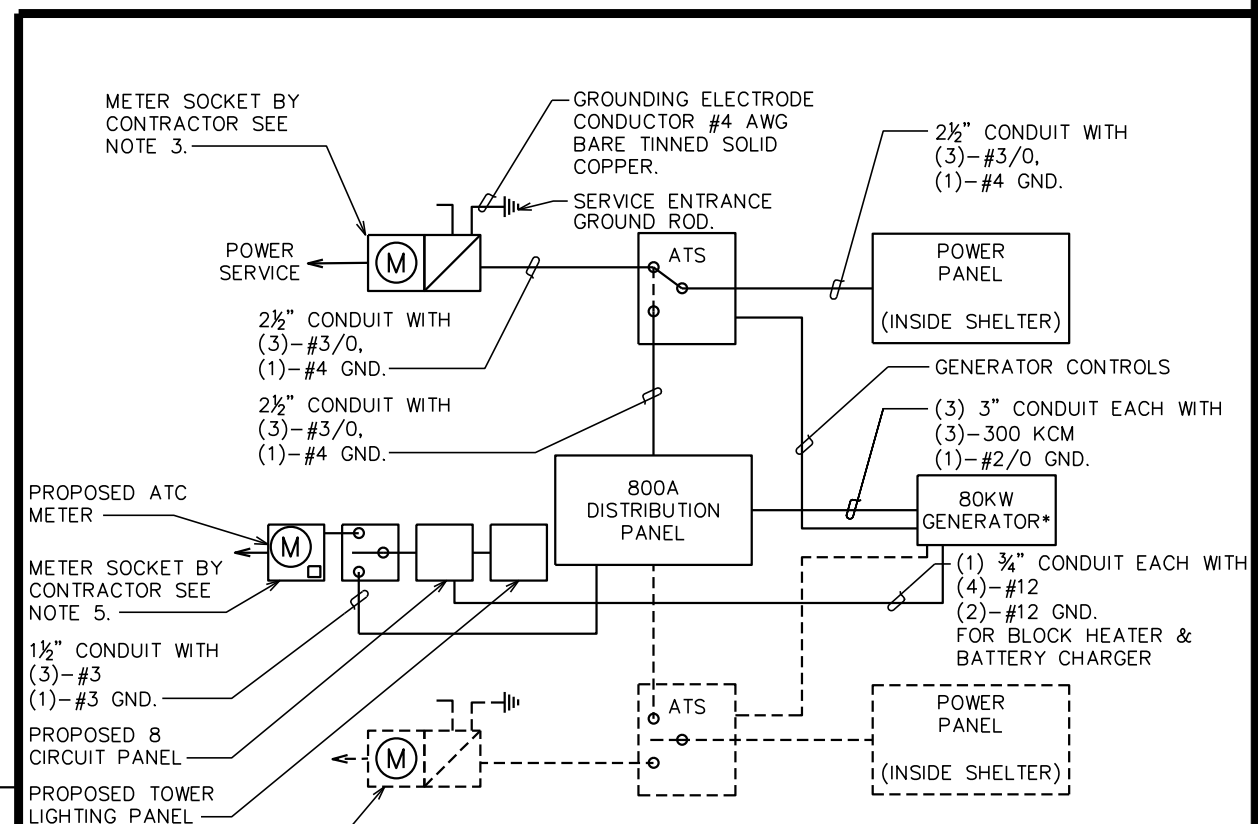 METER SOCKET BY
CONTRACTOR SEE
NOTE 3.
GROUNDING ELECTRODE
CONDUCTOR #4 AWG
BARE TINNED SOLID
COPPER.
SERVICE ENTRANCE
GROUND ROD.
2½" CONDUIT WITH
(3)-#3/0,
(1)-#4 GND.
POWER
SERVICE
M
ATS
POWER
PANEL
(INSIDE SHELTER)
2½" CONDUIT WITH
(3)-#3/0,
(1)-#4 GND.
2½" CONDUIT WITH
(3)-#3/0,
(1)-#4 GND.
GENERATOR CONTROLS
(3) 3" CONDUIT EACH WITH
(3)-300 KCM
(1)-#2/0 GND.
800A
DISTRIBUTION
PANEL
80KW
GENERATOR*
PROPOSED ATC
METER
M
METER SOCKET BY
CONTRACTOR SEE
NOTE 5.
(1) ¾" CONDUIT EACH WITH
(4)-#12
(2)-#12 GND.
FOR BLOCK HEATER &
BATTERY CHARGER
1½" CONDUIT WITH
(3)-#3
(1)-#3 GND.
PROPOSED 8
CIRCUIT PANEL
PROPOSED TOWER
LIGHTING PANEL
M
ATS
POWER
PANEL
(INSIDE SHELTER)